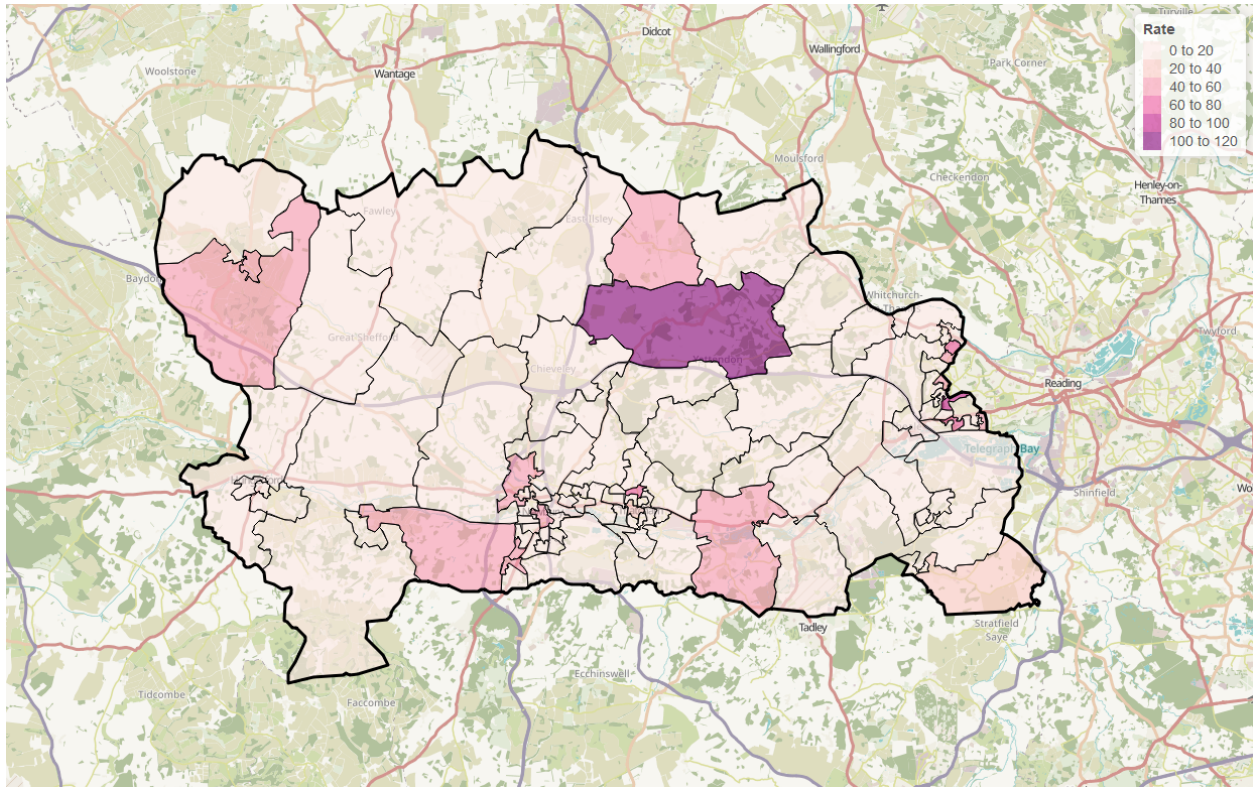 Turville
Didcot
Wallingford
Rate
0 to 20
20 to 40
40 to 60
60 to 80
80 to 100
100 to 120
Park Corner
Woolstone
Wantage
Moulsford
Checkendon
Henley-on-
Thames
Fawley
East Ilsley
Whitchurch-
Twyford
Great Shefford
Chieveley
Reading
Bay
Shinfield
Stratfield
Saye
Tadley
Ecchinswell
Tidcombe
Faccombe